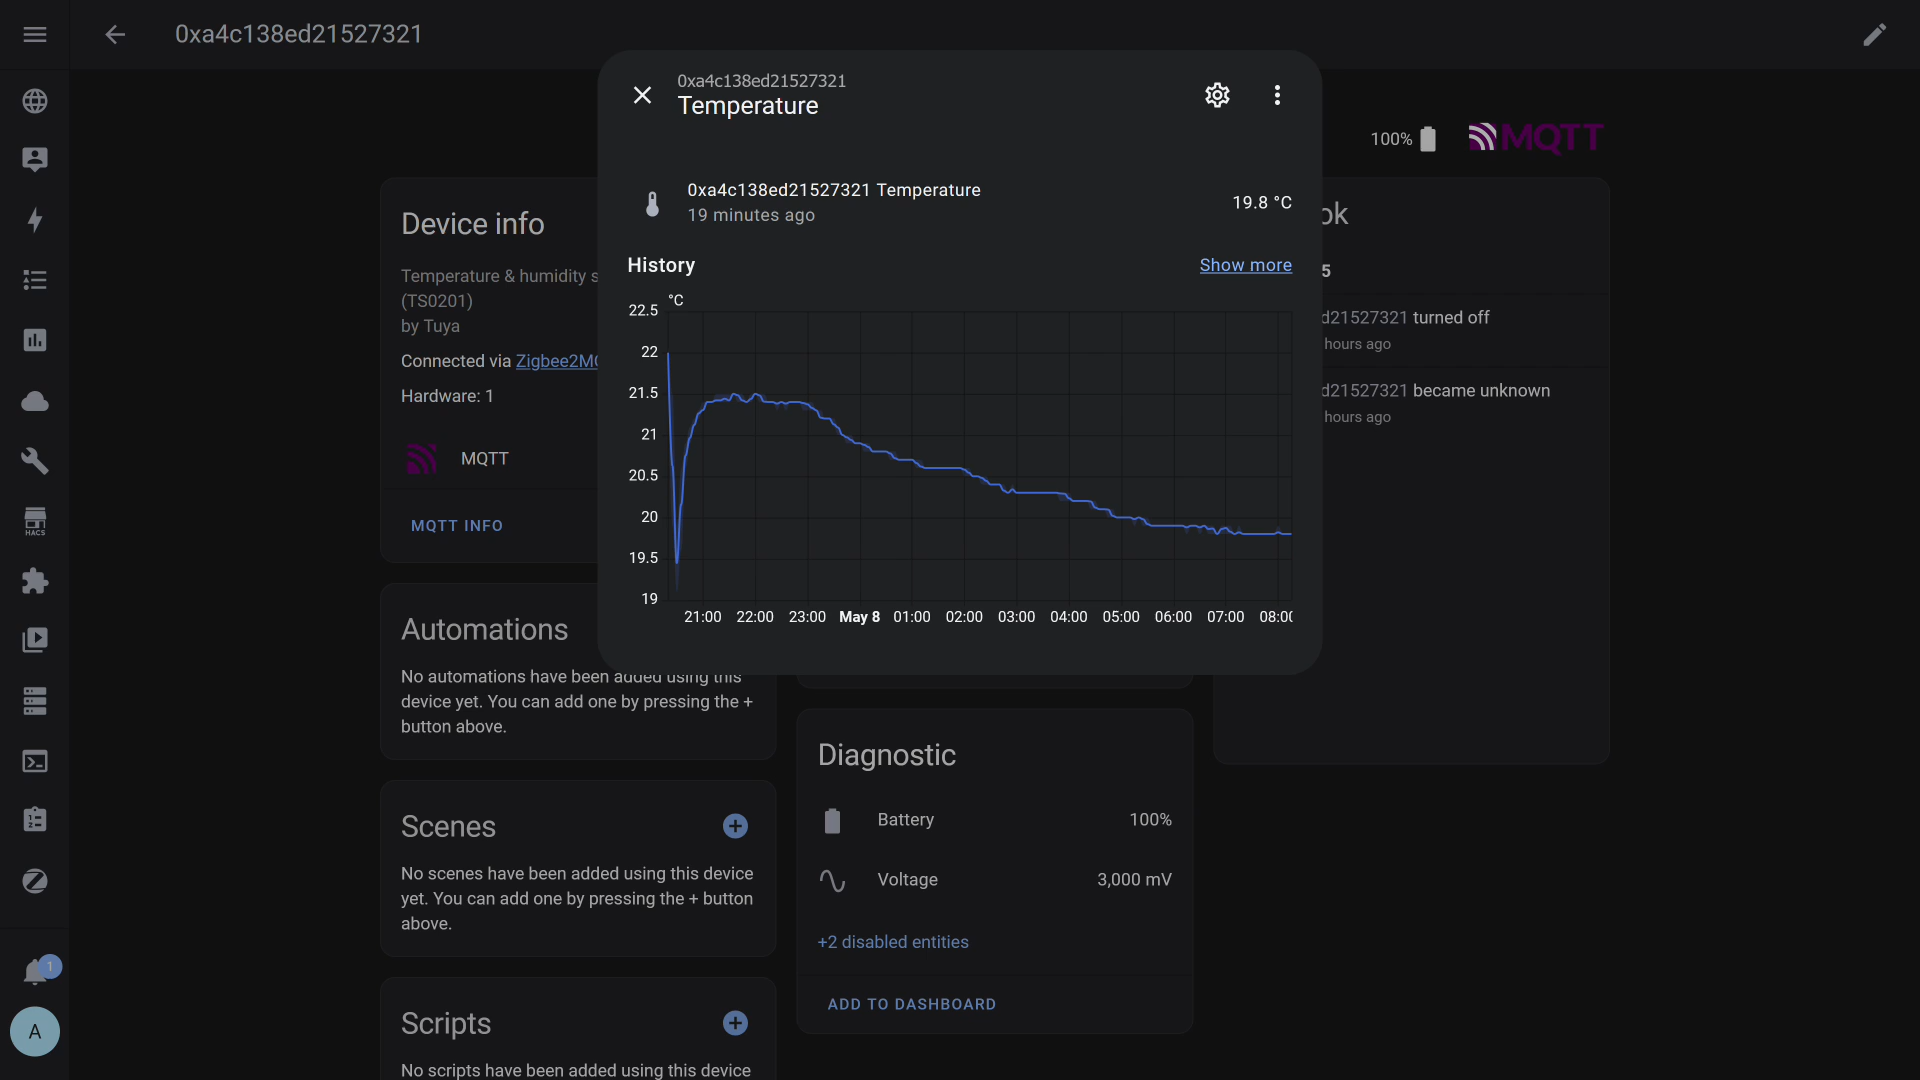 0xa4c138ed21527321
0xa4c138ed21527321
Temperature
100%
MQTT
0xa4c138ed21527321 Temperature
19 minutes ago
19.8 °C
History
Show more
°C
22.5
22
21.5
21
20.5
20
19.5
19
21:00 22:00 23:00 May 8 01:00 02:00 03:00 04:00 05:00 06:00 07:00 08:00
Device info
Temperature & humidity s
(TS0201)
by Tuya
Connected via Zigbee2M
Hardware: 1
MQTT
MQTT INFO
ok
5
d21527321 turned off
hours ago
d21527321 became unknown
hours ago
Automations
No automations have been added using this
device yet. You can add one by pressing the +
button above.
Scenes
No scenes have been added using this device
yet. You can add one by pressing the + button
above.
Scripts
No scripts have been added using this device
Diagnostic
Battery 100%
Voltage 3,000 mV
+2 disabled entities
ADD TO DASHBOARD
HACS
1
A